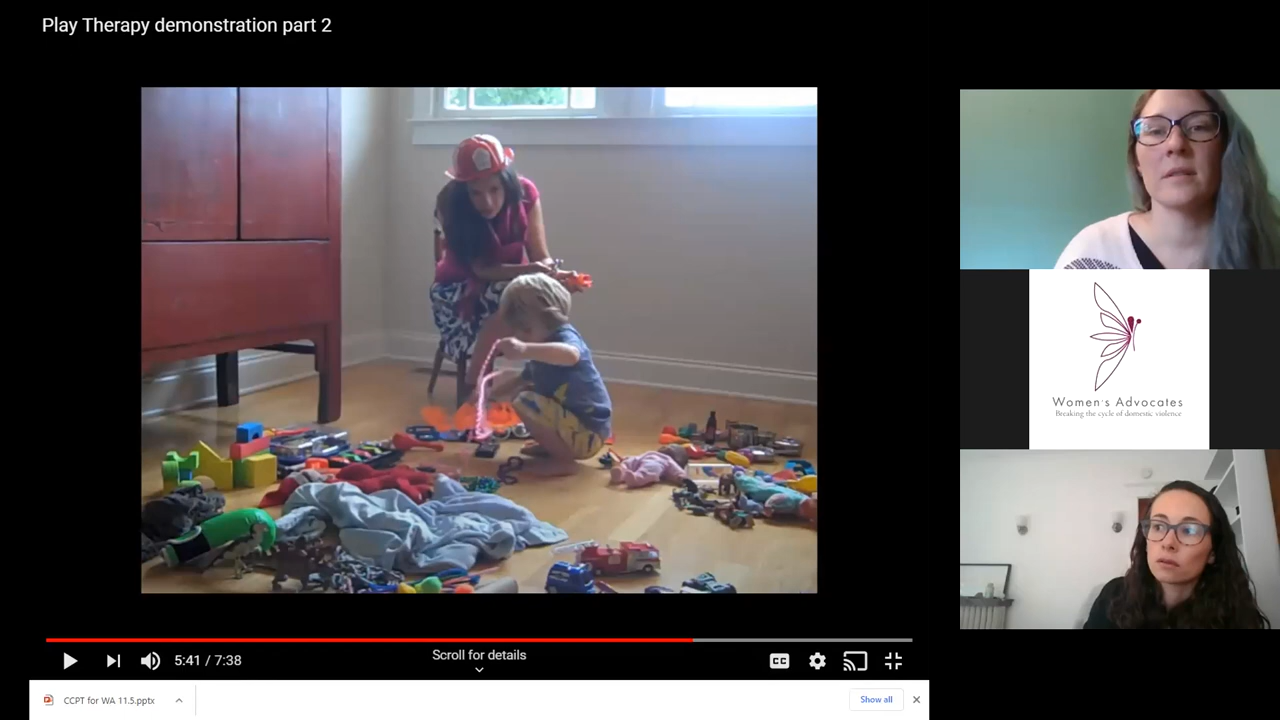 Play Therapy demonstration part 2
Women's Advocates
Breaking the cycle of domestic violence
5:41 / 7:38
Scroll for details
CC
CCPT for WA 11.5.pptx
Show all